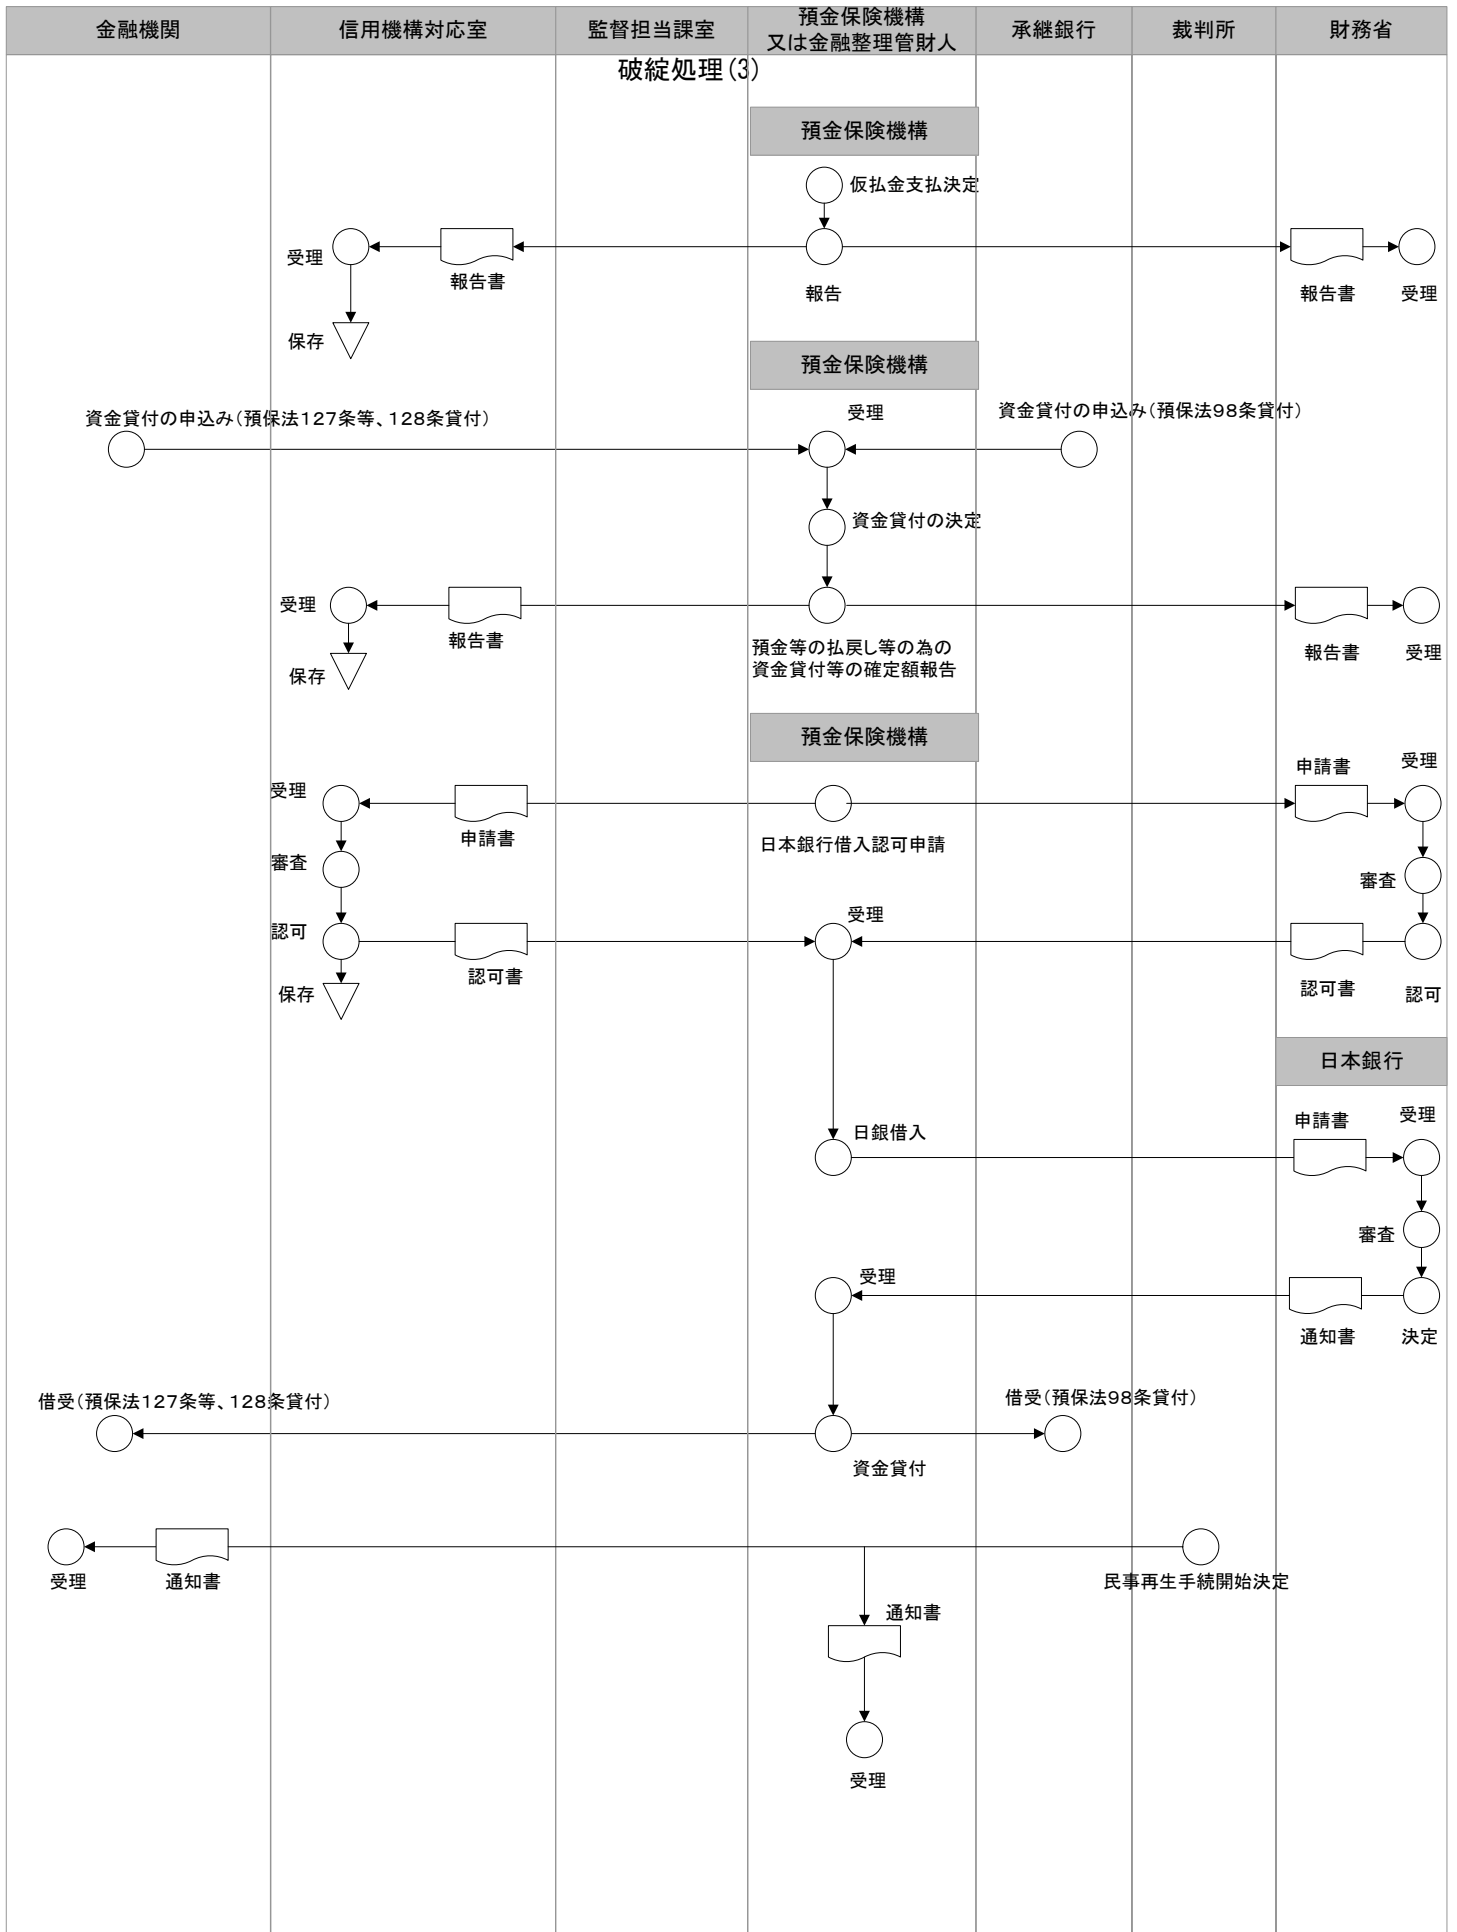 金融機関
信用機構対応室
監督担当課室
預金保険機構
又は金融整理管財人
承継銀行
裁判所
財務省
破綻処理(3)
預金保険機構
仮払金支払決定
受理
報告書
報告
報告書
受理
保存
預金保険機構
資金貸付の申込み(預保法127条等、128条貸付)
受理
資金貸付の申込み(預保法98条貸付)
資金貸付の決定
受理
報告書
預金等の払戻し等の為の
資金貸付等の確定額報告
報告書
受理
保存
預金保険機構
受理
申請書
日本銀行借入認可申請
申請書
受理
審査
審査
認可
認可書
受理
認可書
認可
保存
日本銀行
日銀借入
申請書
受理
審査
受理
通知書
決定
借受(預保法127条等、128条貸付)
借受(預保法98条貸付)
資金貸付
受理
通知書
民事再生手続開始決定
通知書
受理